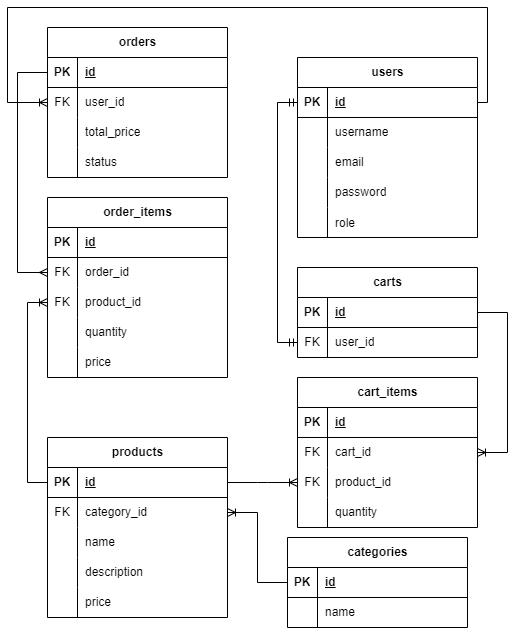 orders
PK id
FK user_id
total_price
status
order_items
PK id
FK order_id
FK product_id
quantity
price
products
PK id
FK category_id
name
description
price
users
PK id
username
email
password
role
carts
PK id
FK user_id
cart_items
PK id
FK cart_id
FK product_id
quantity
categories
PK id
name